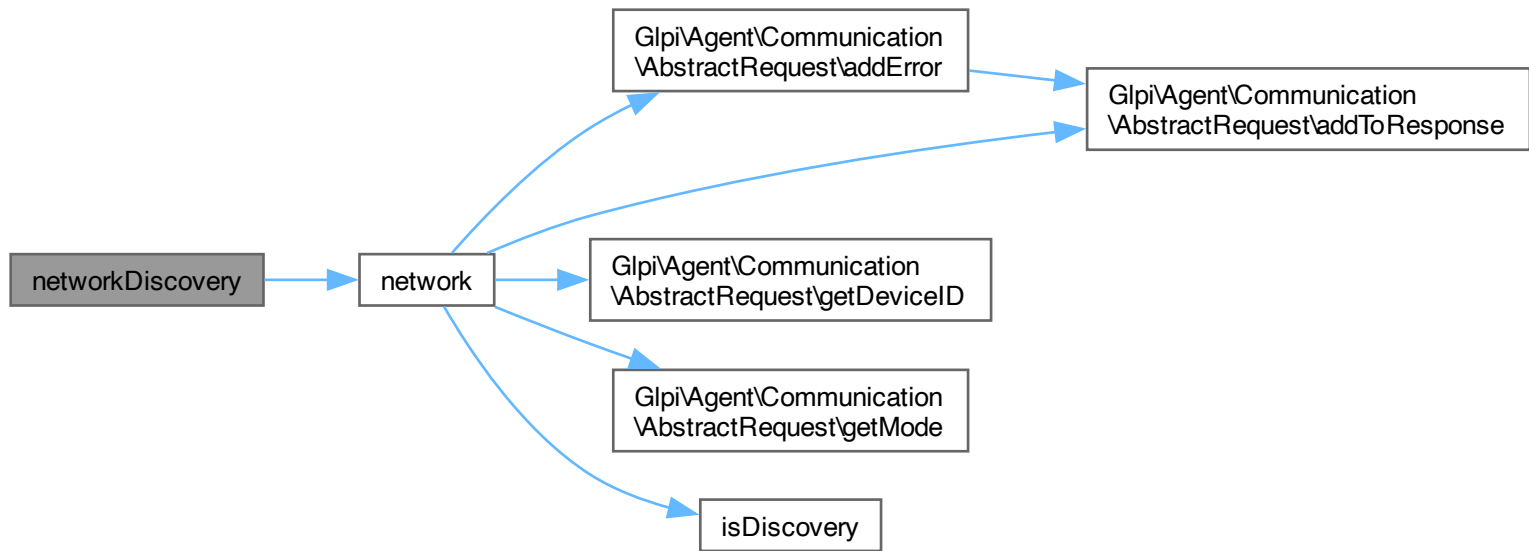 networkDiscovery
network
Glpi\Agent\Communication
\AbstractRequest\addError
Glpi\Agent\Communication
\AbstractRequest\addToResponse
Glpi\Agent\Communication
\AbstractRequest\getDeviceID
Glpi\Agent\Communication
\AbstractRequest\getMode
isDiscovery